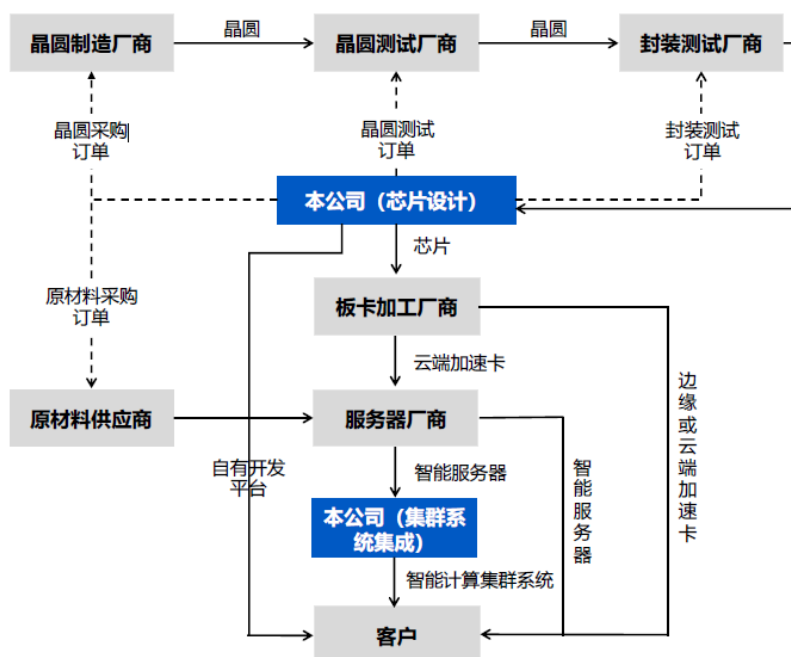 晶圆制造厂商
晶圆
晶圆测试厂商
晶圆
封装测试厂商
晶圆采购
订单
晶圆测试
订单
封装测试
订单
本公司（芯片设计）
芯片
原材料采购
订单
板卡加工厂商
云端加速卡
原材料供应商
服务器厂商
自有开发
平台
智能服务器
智能服务器
边缘或云端加速卡
本公司（集群系
统集成）
智能计算集群系统
客户